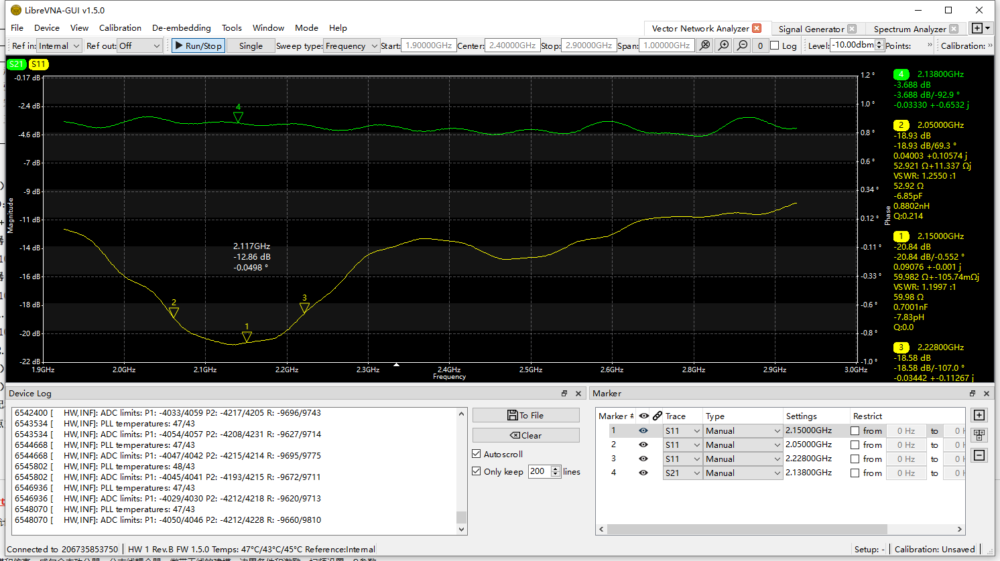 LibreVNA-GUI v1.5.0
File Device View Calibration De-embedding Tools Window Mode Help
Vector Network Analyzer Signal Generator Spectrum Analyzer
Ref in: Internal Ref out: Off Run/Stop Single Sweep type: Frequency Start: 1.90000GHz Center: 2.40000GHz Stop: 2.90000GHz Span: 1.00000GHz 0 Log Level: -10.00dbm Points: » Calibration: »
S21 S11
-0.17 dB
-2.4 dB
-4.6 dB
-7 dB
-9 dB
-11 dB
-14 dB
-16 dB
-18 dB
-20 dB
-22 dB
Magnitude
4
2
1
3
2.117GHz
-12.86 dB
-0.0498 °
1.2 °
1.0 °
0.8 °
0.6 °
0.34 °
0.12 °
-0.11 °
-0.33 °
-0.6 °
-0.8 °
-1.0 °
Phase
1.9GHz 2.0GHz 2.1GHz 2.2GHz 2.3GHz 2.4GHz 2.5GHz 2.6GHz 2.8GHz 2.9GHz 3.0GHz
Frequency
4 2.13800GHz
-3.688 dB
-3.688 dB/-92.9 °
-0.03330 +-0.6532 j
2 2.05000GHz
-18.93 dB
-18.93 dB/69.3 °
0.04003 +0.10574 j
52.921 Ω+11.337 Ωj
VSWR: 1.2550 :1
52.92 Ω
-6.85pF
0.8802nH
Q:0.214
1 2.15000GHz
-20.84 dB
-20.84 dB/-0.552 °
0.09076 +-0.001 j
59.982 Ω+-105.74mΩj
VSWR: 1.1997 :1
59.98 Ω
0.7001nF
-7.83pH
Q:0.0
3 2.22800GHz
-18.58 dB
-18.58 dB/-107.0 °
-0.03442 +-0.11267 j
Device Log
6542400 [ HW,INF]: ADC limits: P1: -4033/4059 P2: -4217/4205 R: -9696/9743
6543534 [ HW,INF]: PLL temperatures: 47/43
6543534 [ HW,INF]: ADC limits: P1: -4054/4057 P2: -4208/4231 R: -9627/9714
6544668 [ HW,INF]: PLL temperatures: 47/43
6544668 [ HW,INF]: ADC limits: P1: -4047/4042 P2: -4215/4214 R: -9695/9775
6545802 [ HW,INF]: PLL temperatures: 48/43
6545802 [ HW,INF]: ADC limits: P1: -4045/4041 P2: -4193/4215 R: -9672/9711
6546936 [ HW,INF]: PLL temperatures: 47/43
6546936 [ HW,INF]: ADC limits: P1: -4029/4030 P2: -4212/4218 R: -9620/9713
6548070 [ HW,INF]: PLL temperatures: 47/43
6548070 [ HW,INF]: ADC limits: P1: -4050/4046 P2: -4212/4228 R: -9660/9810
To File
Clear
Autoscroll
Only keep 200 lines
Marker
Marker # Trace Type Settings Restrict
1 S11 Manual 2.15000GHz from 0 Hz to 0 H
2 S11 Manual 2.05000GHz from 0 Hz to 0 H
3 S11 Manual 2.22800GHz from 0 Hz to 0 H
4 S21 Manual 2.13800GHz from 0 Hz to 0 H
Connected to 206735853750 HW 1 Rev.B FW 1.5.0 Temps: 47°C/43°C/45°C Reference:Internal Setup: - Calibration: Unsaved